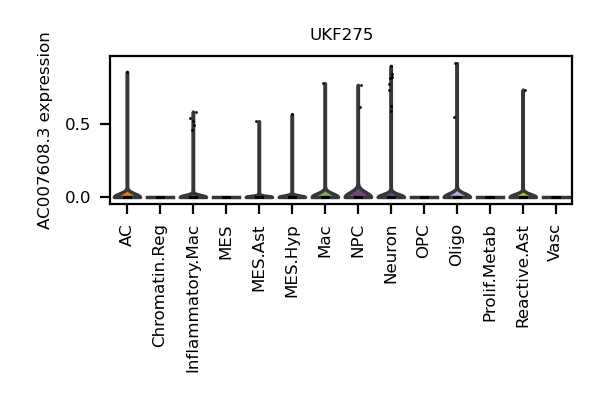 UKF275
AC007608.3 expression
0.5
0.0
AC
Chromatin.Reg
Inflammatory.Mac
MES
MES.Ast
MES.Hyp
Mac
NPC
Neuron
OPC
Oligo
Prolif.Metab
Reactive.Ast
Vasc